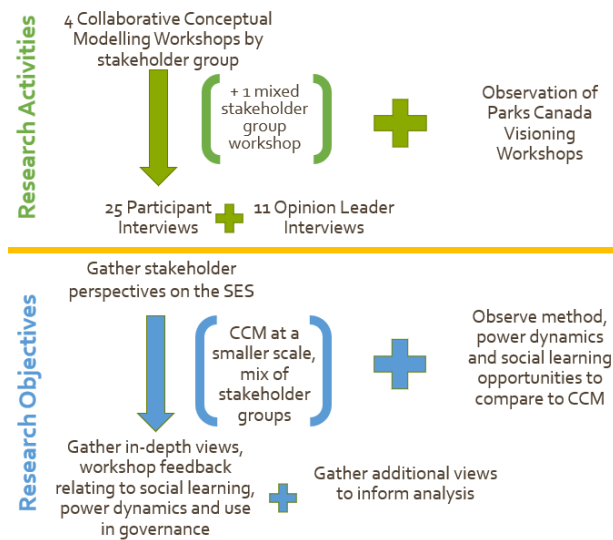 Research Activities
4 Collaborative Conceptual
Modelling Workshops by
stakeholder group
+ 1 mixed
stakeholder
group
workshop
Observation of
Parks Canada
Visioning
Workshops
25 Participant
Interviews
11 Opinion Leader
Interviews
Research Objectives
Gather stakeholder
perspectives on the SES
CCM at a
smaller scale,
mix of
stakeholder
groups
Observe method,
power dynamics
and social learning
opportunities to
compare to CCM
Gather in-depth views,
workshop feedback
relating to social learning,
power dynamics and use
in governance
Gather additional views
to inform analysis